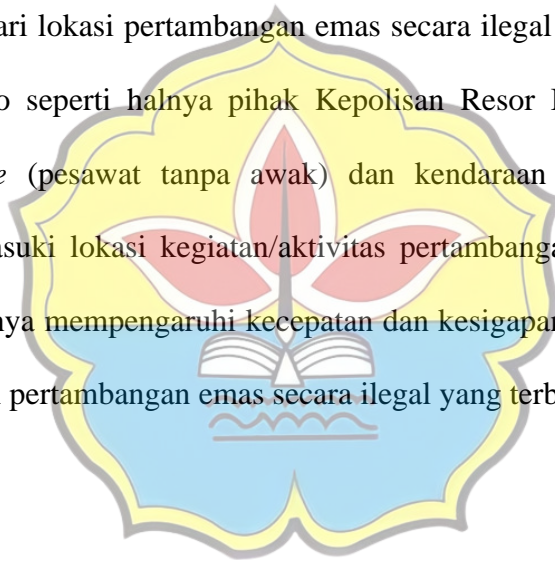 ari lokasi pertambangan emas secara ilegal
o seperti halnya pihak Kepolisan Resor
e (pesawat tanpa awak) dan kendaraan
asuki lokasi kegiatan/aktivitas pertambanga
nya mempengaruhi kecepatan dan kesigapan
pertambangan emas secara ilegal yang terb